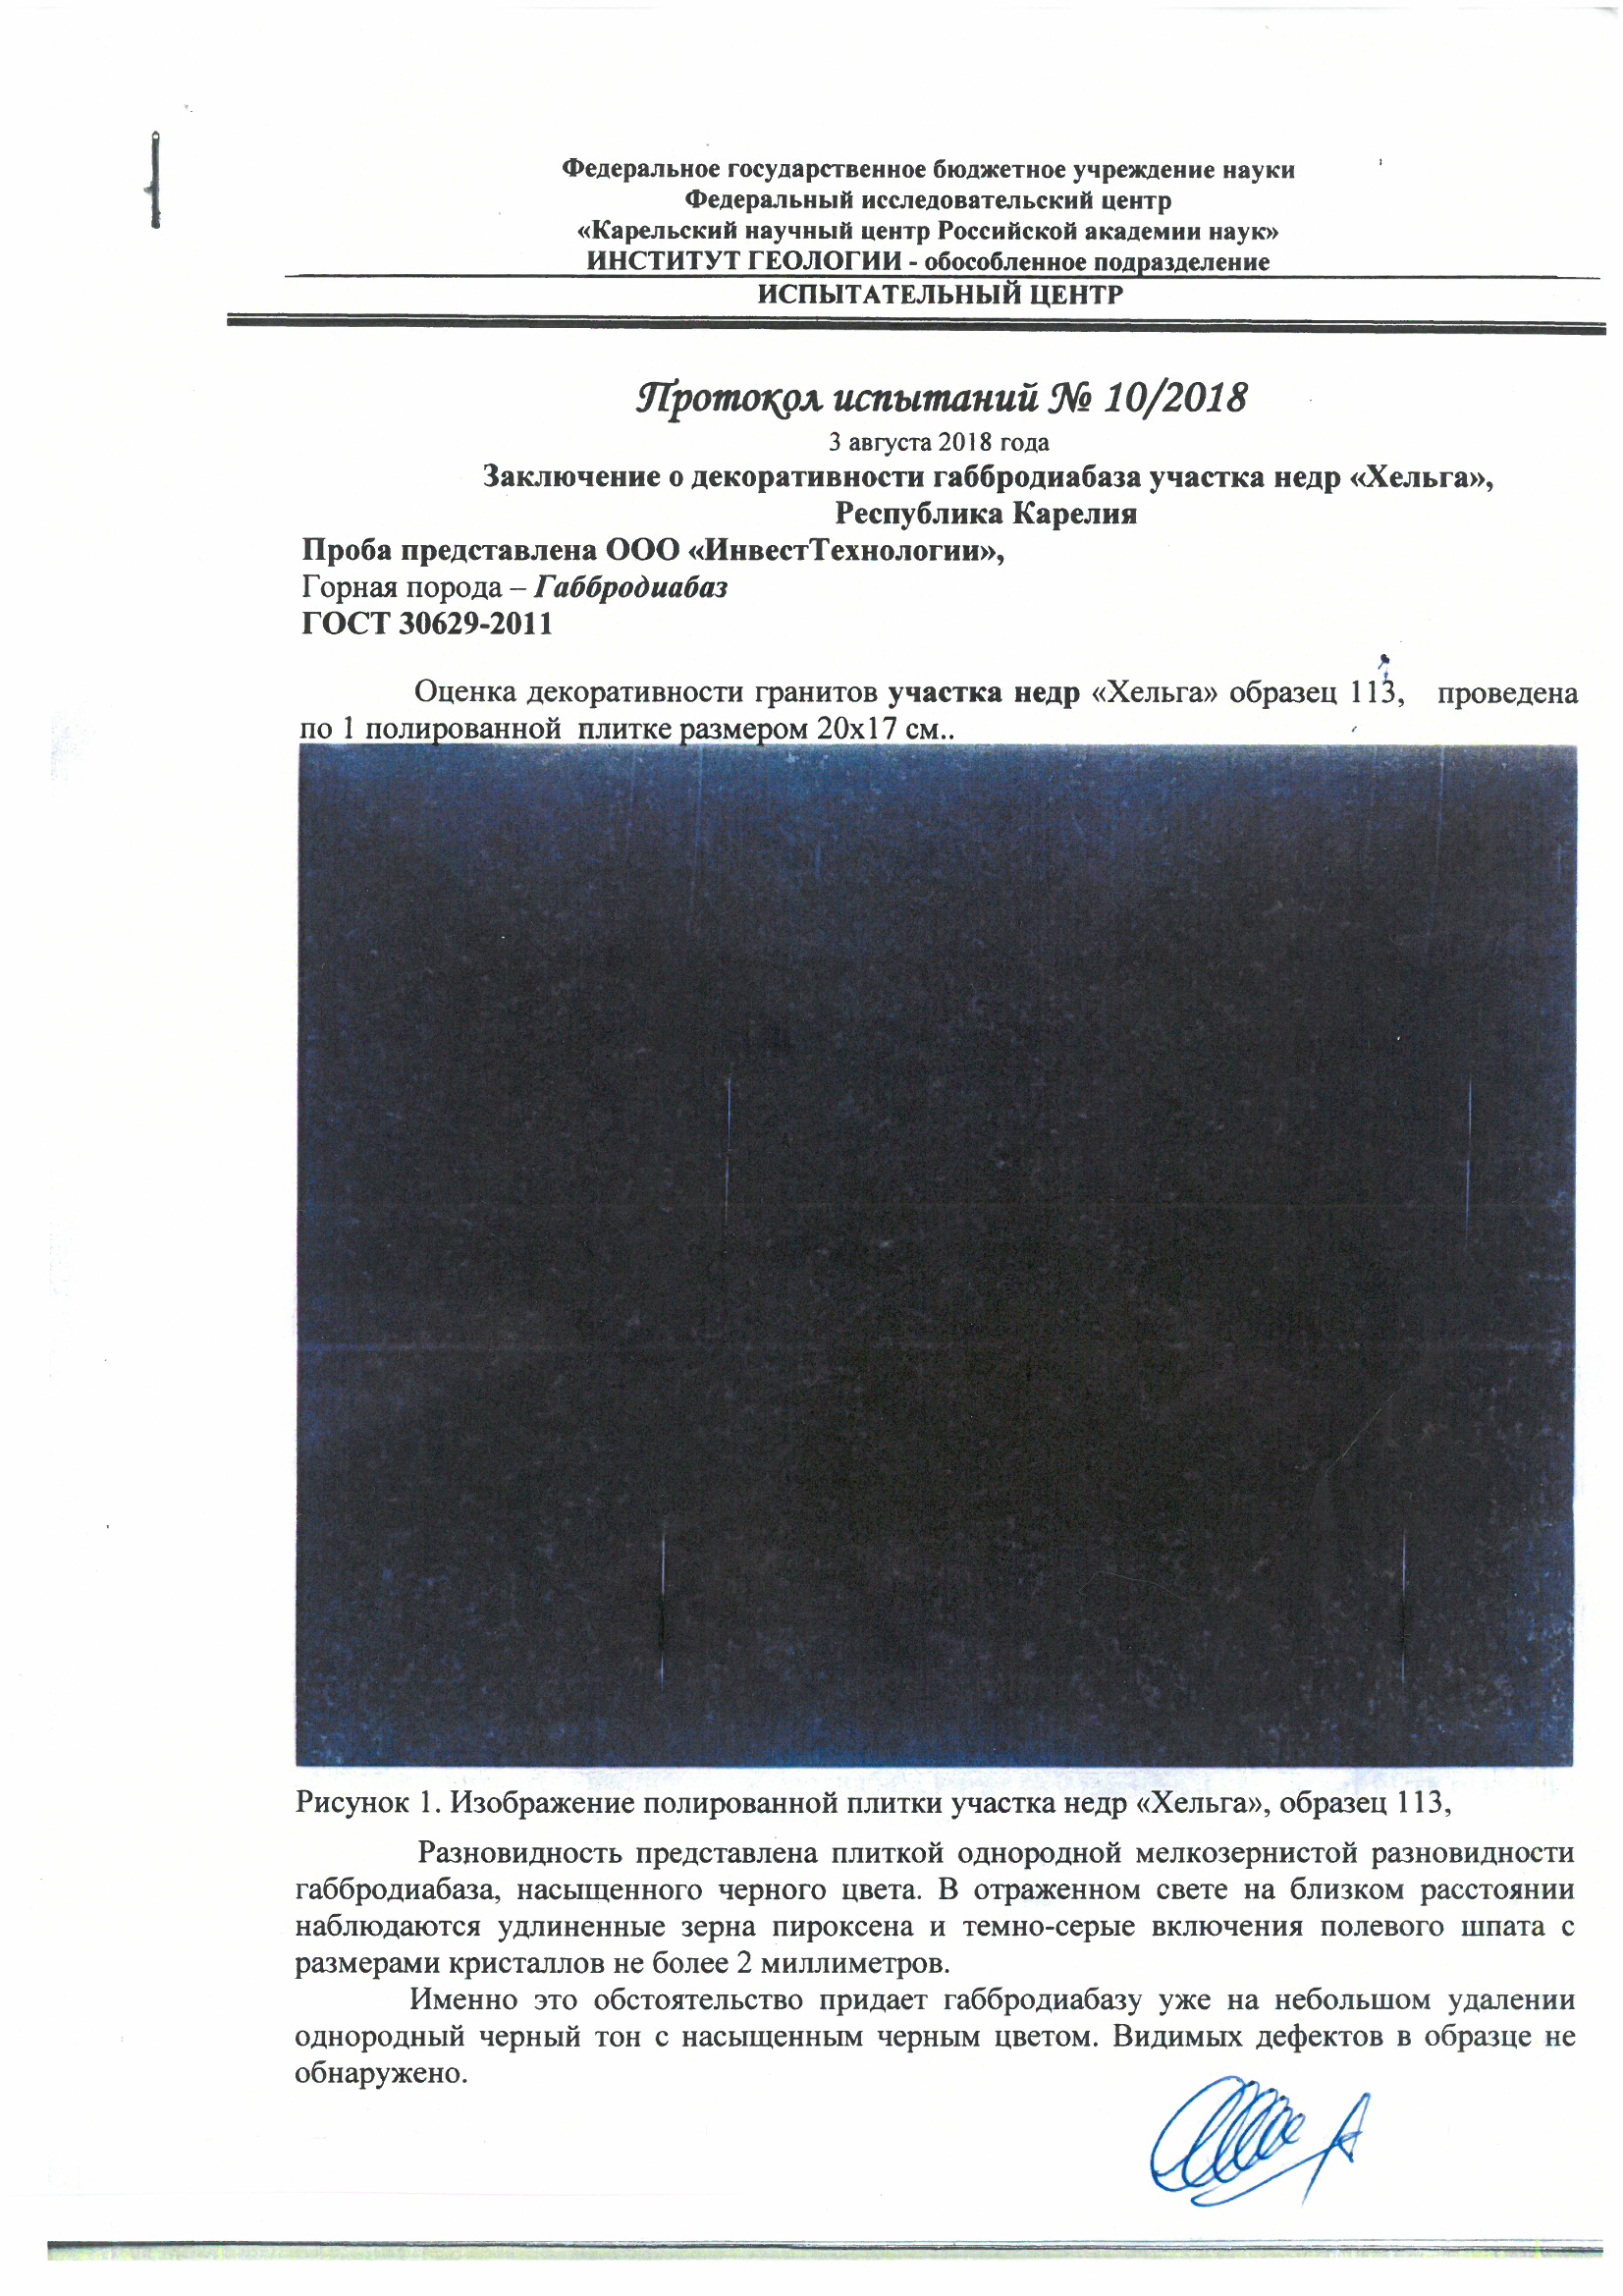 Федеральное государственное бюджетное учреждение науки
Федеральный исследовательский центр
«Карельский научный центр Российской академии наук»
ИНСТИТУТ ГЕОЛОГИИ - обособленное подразделение
ИСПЫТАТЕЛЬНЫЙ ЦЕНТР
Протокол испытаний № 10/2018
3 августа 2018 года
Заключение о декоративности габбродиабаза участка недр «Хельга»,
Республика Карелия
Проба представлена ООО «ИнвестТехнологии»,
Горная порода – Габбродиабаз
ГОСТ 30629-2011
Оценка декоративности гранитов участка недр «Хельга» образец 113, проведена
по 1 полированной плитке размером 20х17 см..
Рисунок 1. Изображение полированной плитки участка недр «Хельга», образец 113,
Разновидность представлена плиткой однородной мелкозернистой разновидности
габбродиабаза, насыщенного черного цвета. В отраженном свете на близком расстоянии
наблюдаются удлиненные зерна пироксена и темно-серые включения полевого шпата с
размерами кристаллов не более 2 миллиметров.
Именно это обстоятельство придает габбродиабазу уже на небольшом удалении
однородный черный тон с насыщенным черным цветом. Видимых дефектов в образце не
обнаружено.